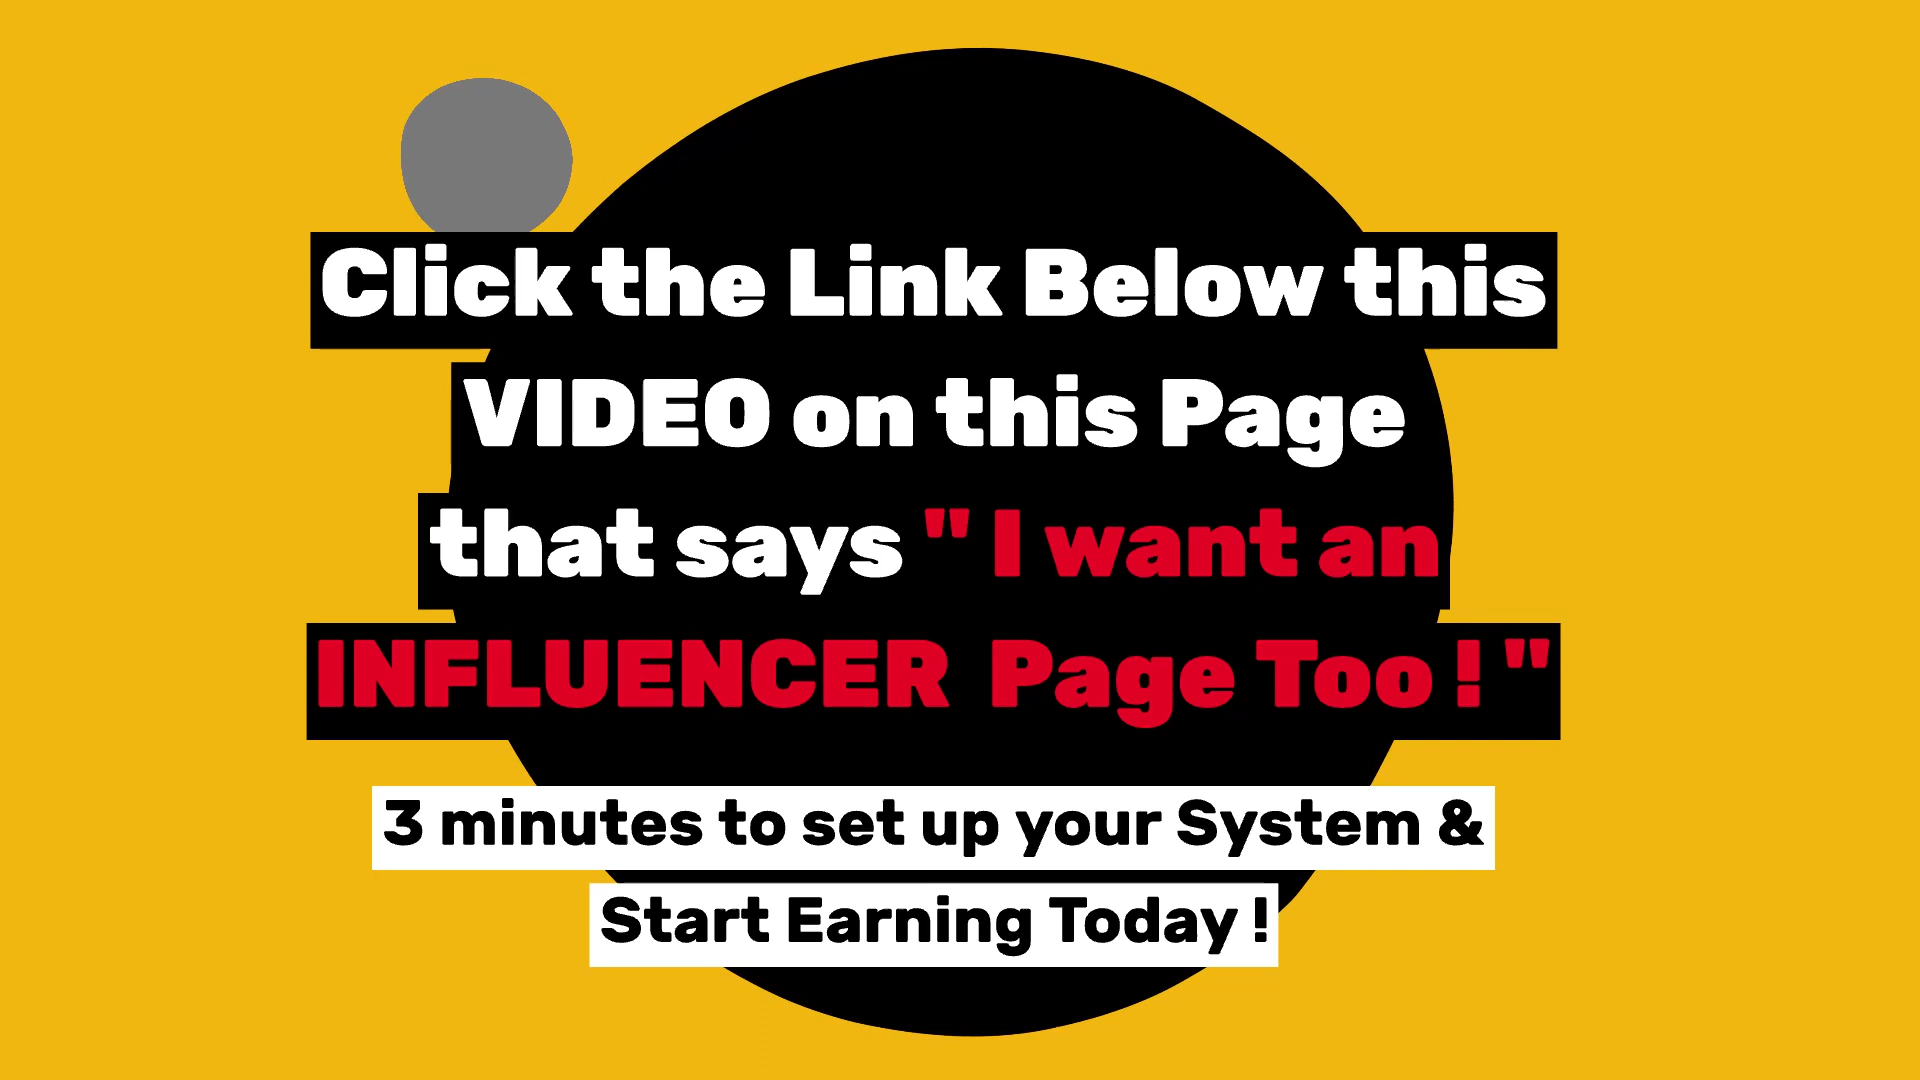 Click the Link Below this
VIDEO on this Page
that says " I want an
INFLUENCER Page Too ! "
3 minutes to set up your System &
Start Earning Today !